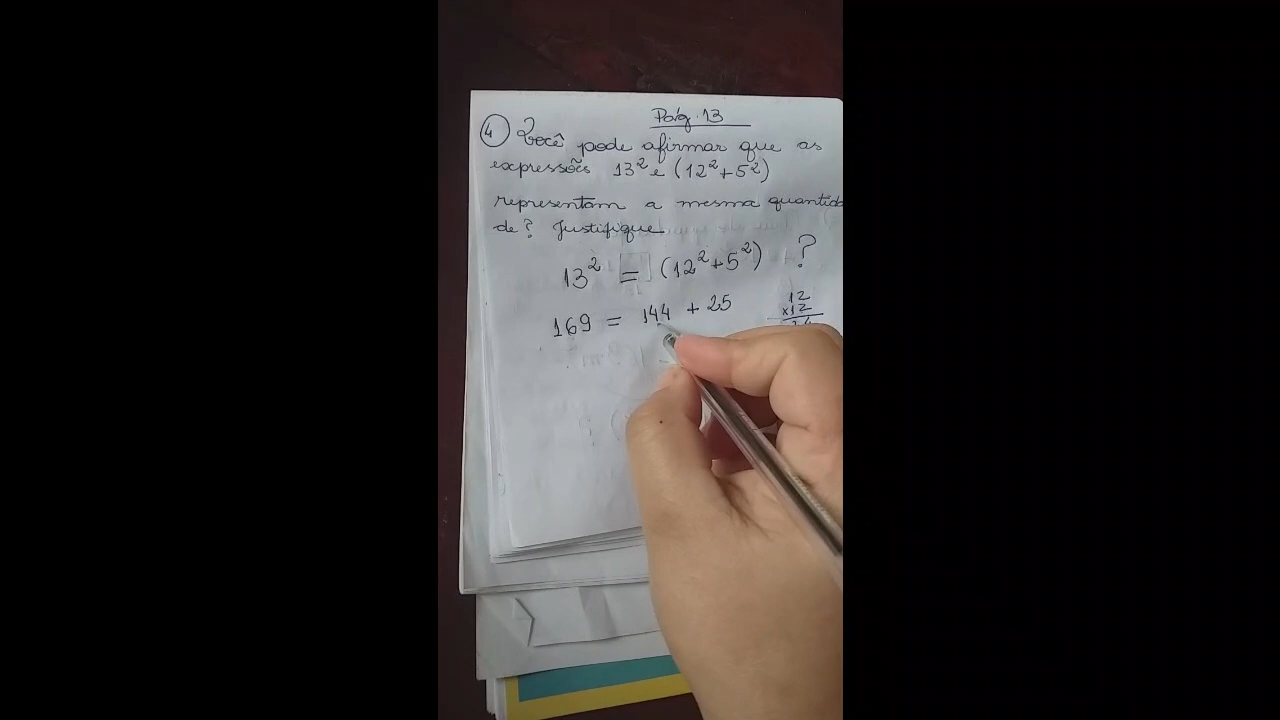 Pág. 13
4 Você pode afirmar que as
expressões 13² e (12² + 5²)
representam a mesma quantida
de? Justifique
13² = (12² + 5²) ?
169 = 144 + 25
12
x12